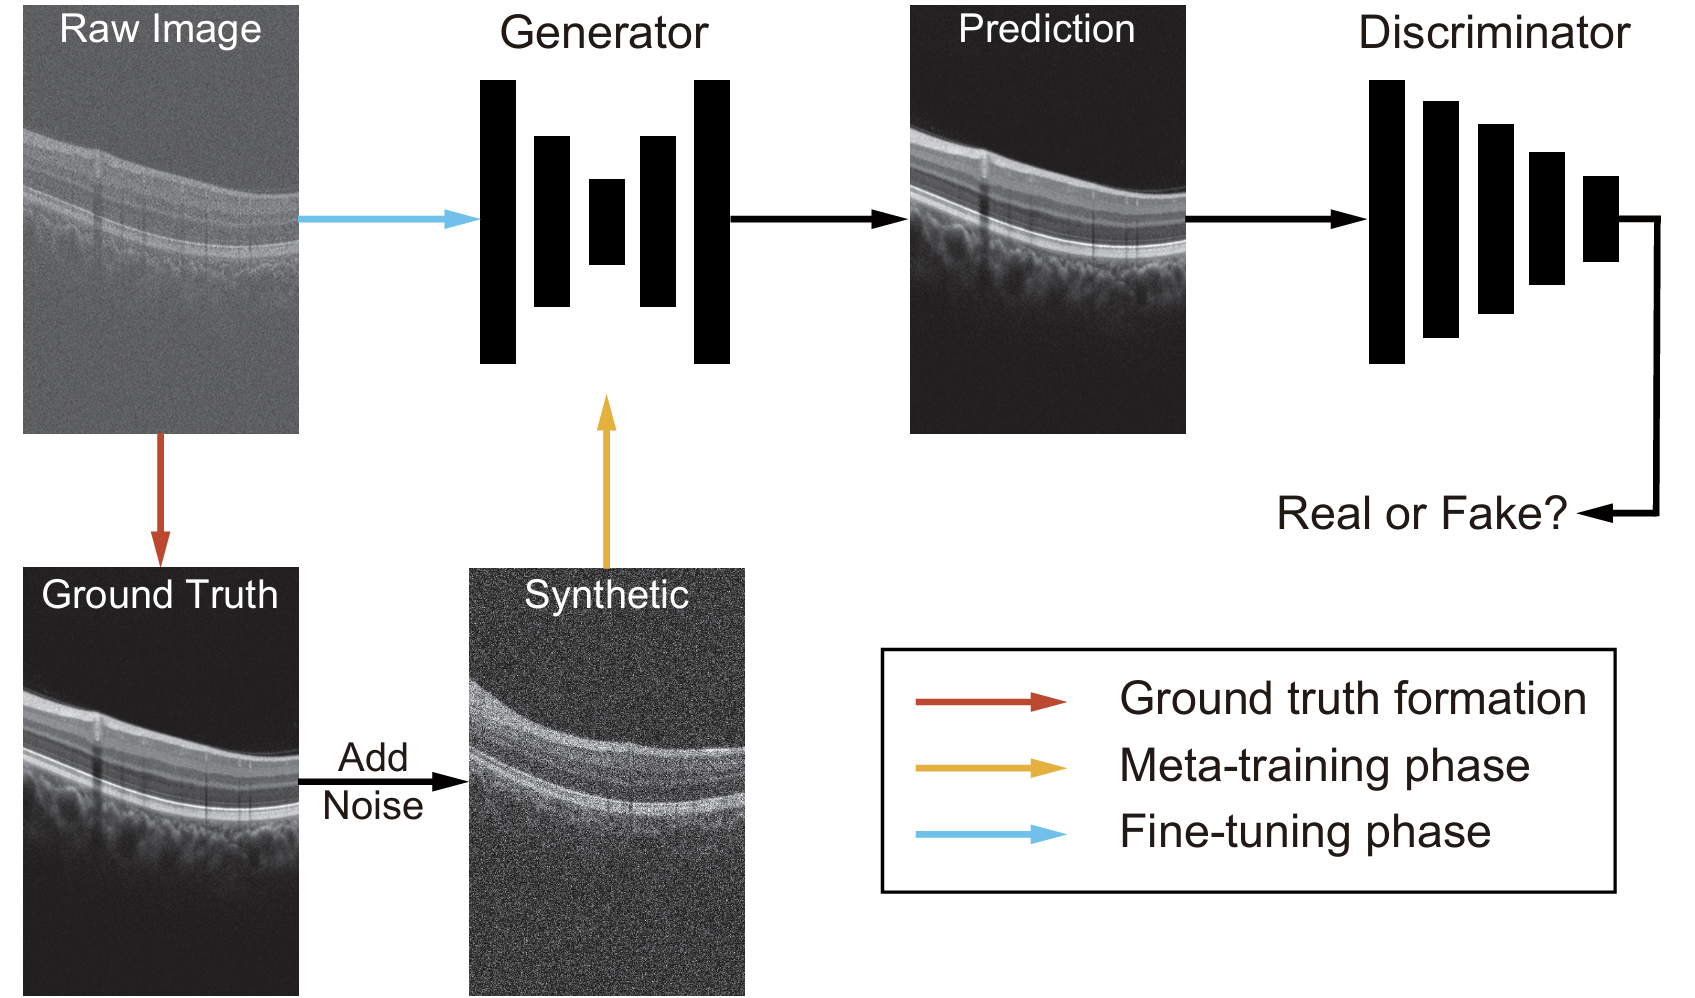 Raw Image
Generator
Prediction
Discriminator
Real or Fake?
Ground Truth
Add
Noise
Synthetic
Ground truth formation
Meta-training phase
Fine-tuning phase